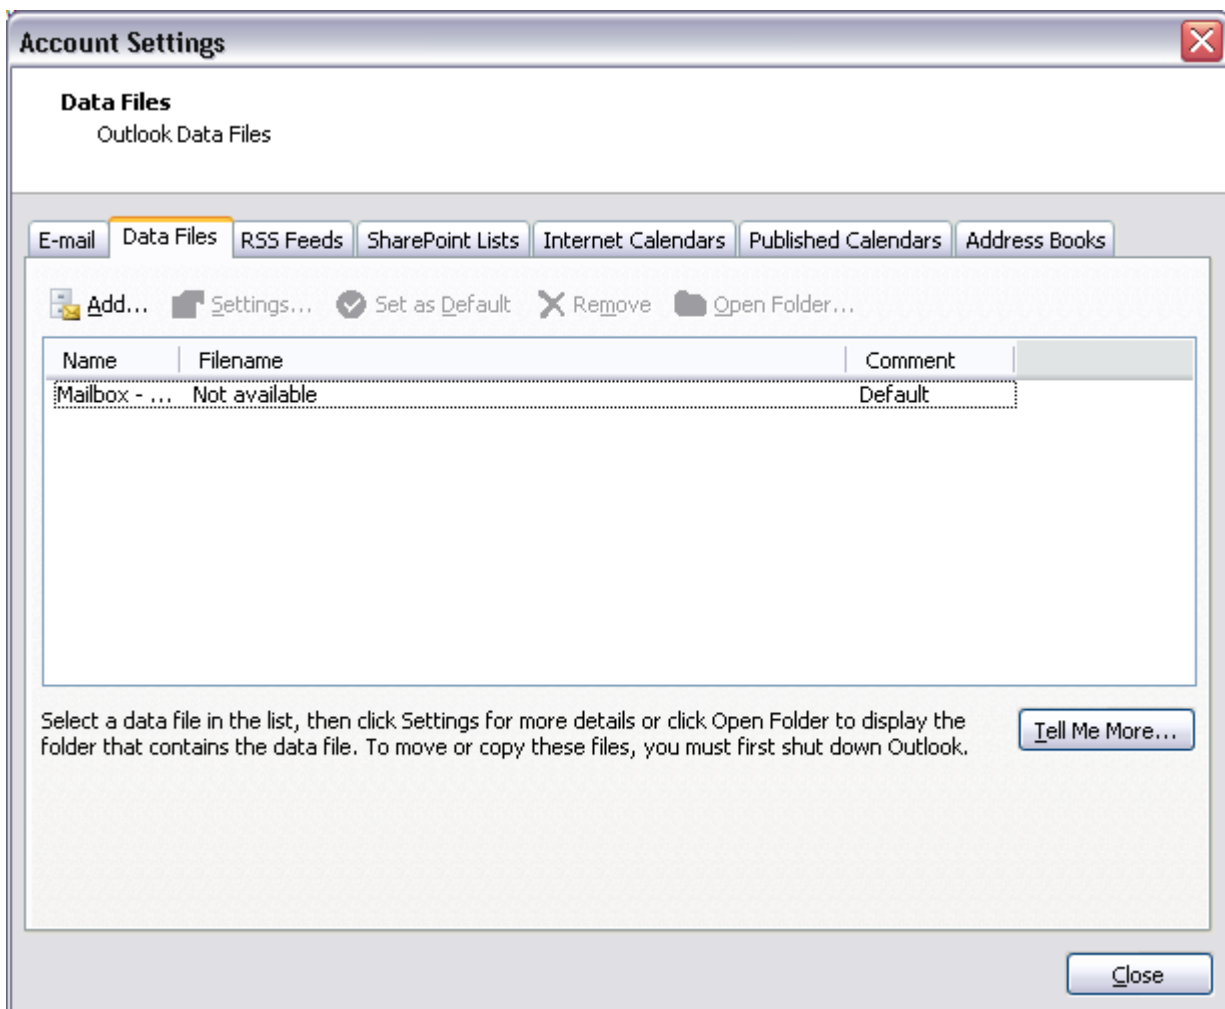 Account Settings
Data Files
Outlook Data Files
E-mail Data Files RSS Feeds SharePoint Lists Internet Calendars Published Calendars Address Books
Add... Settings... Set as Default Remove Open Folder...
Name Filename Comment
Mailbox - ... Not available Default
Select a data file in the list, then click Settings for more details or click Open Folder to display the
folder that contains the data file. To move or copy these files, you must first shut down Outlook.
Tell Me More...
Close